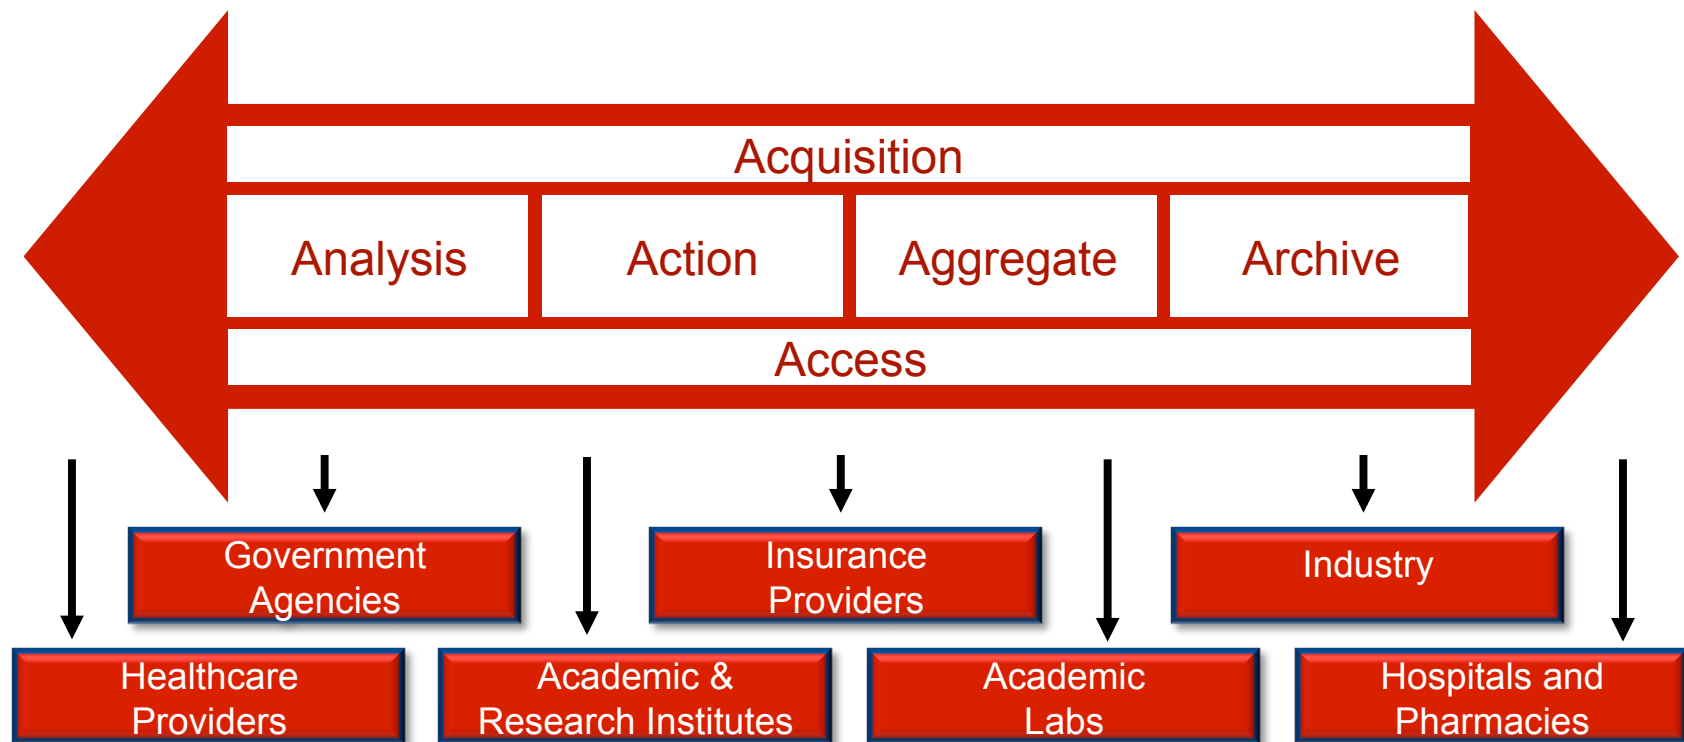 Acquisition
Analysis
Action
Aggregate
Archive
Access
Government
Agencies
Insurance
Providers
Industry
Healthcare
Providers
Academic &
Research Institutes
Academic
Labs
Hospitals and
Pharmacies